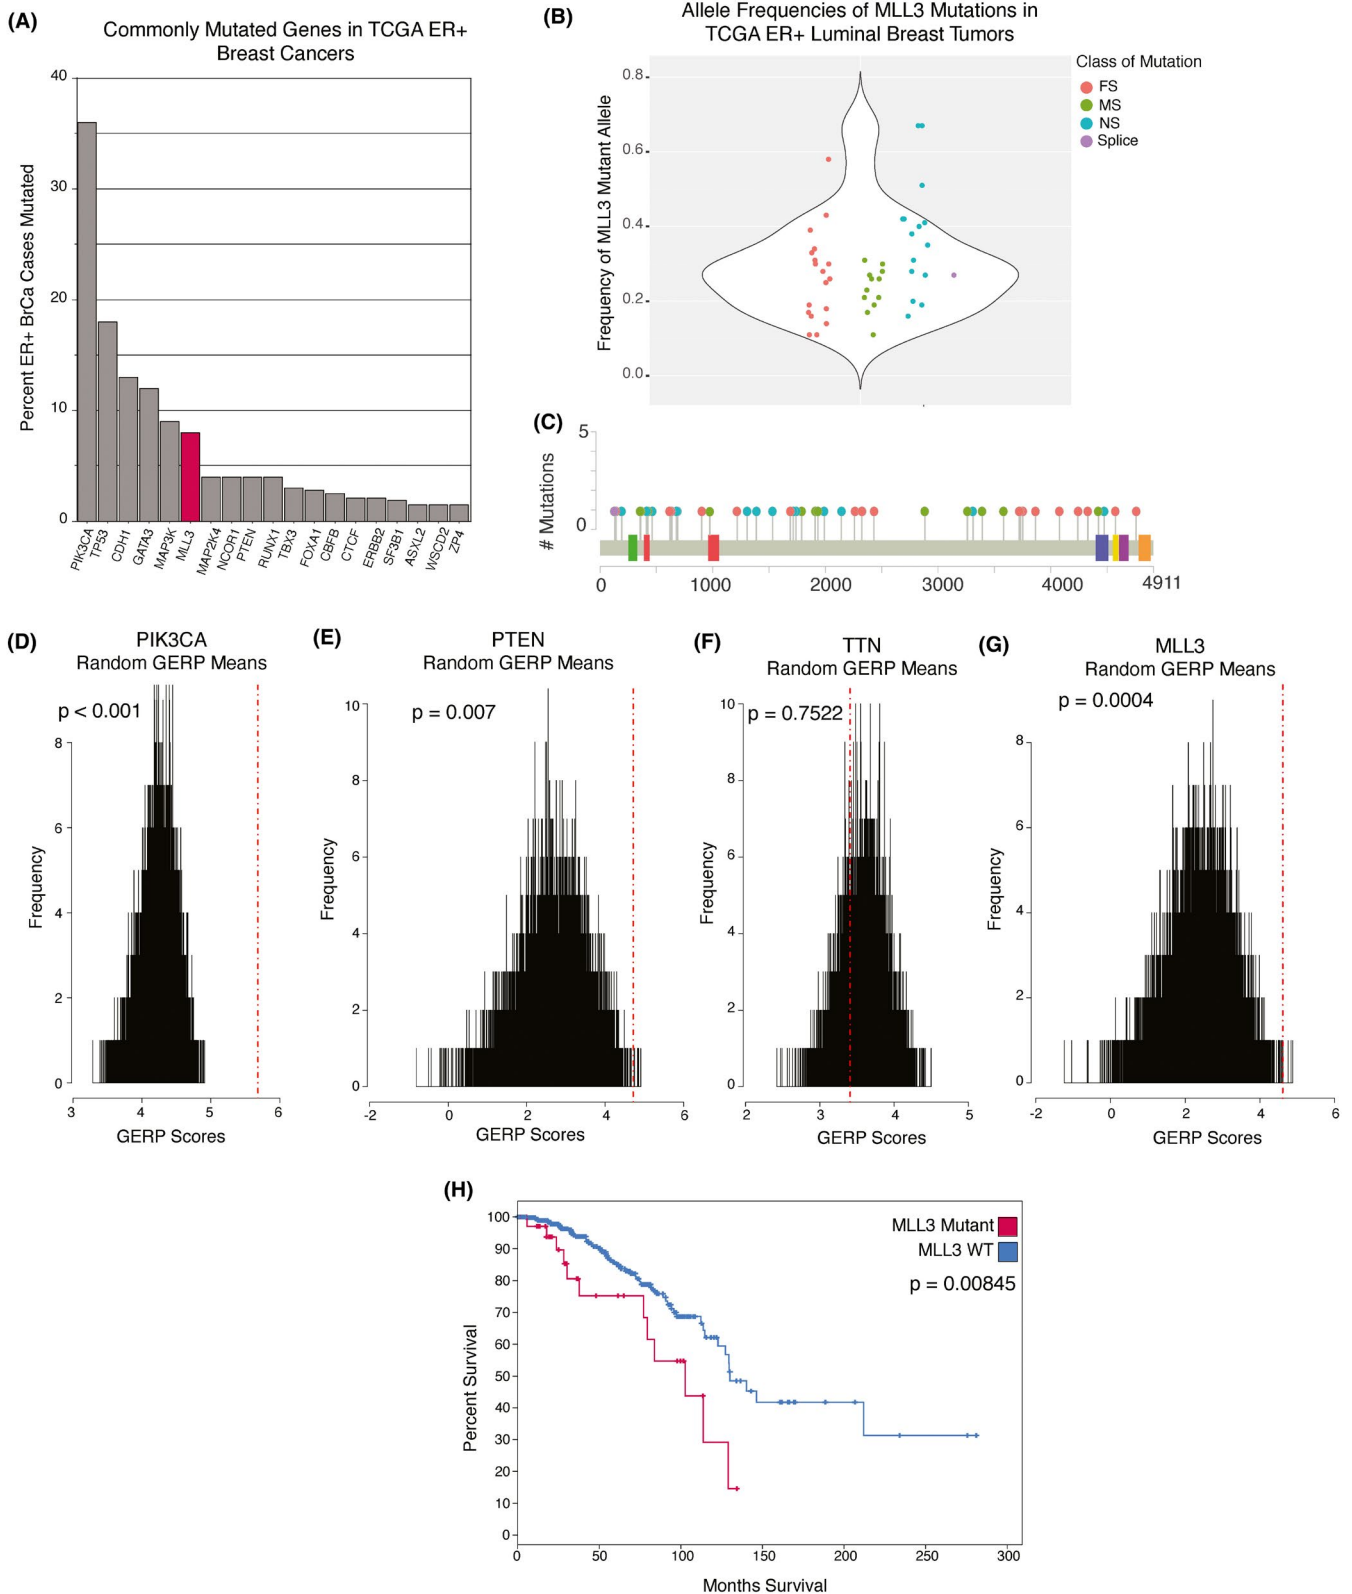 (A)
Commonly Mutated Genes in TCGA ER+
Breast Cancers
Percent ER+ BrCa Cases Mutated
40
30
20
10
0
PIK3CA
TP53
CDH1
GATA3
MAP3K
MLL3
MAP2K4
NCOR1
PTEN
RUNX1
TBX3
FOXA1
CBFB
CTCF
ERBB2
SF3B1
ASXL2
WSCD2
ZP4
(B)
Allele Frequencies of MLL3 Mutations in
TCGA ER+ Luminal Breast Tumors
Frequency of MLL3 Mutant Allele
0.8
0.6
0.4
0.2
0.0
Class of Mutation
FS
MS
NS
Splice
(C)
# Mutations
5
0
0 1000 2000 3000 4000 4911
(D)
PIK3CA
Random GERP Means
p < 0.001
Frequency
8
6
4
2
0
3 4 5 6
GERP Scores
(E)
PTEN
Random GERP Means
p = 0.007
Frequency
10
8
6
4
2
0
-2 0 2 4 6
GERP Scores
(F)
TTN
Random GERP Means
p = 0.7522
Frequency
10
8
6
4
2
0
2 3 4 5
GERP Scores
(G)
MLL3
Random GERP Means
p = 0.0004
Frequency
8
6
4
2
0
-2 0 2 4 6
GERP Scores
(H)
Percent Survival
100
90
80
70
60
50
40
30
20
10
0
MLL3 Mutant
MLL3 WT
p = 0.00845
0 50 100 150 200 250 300
Months Survival